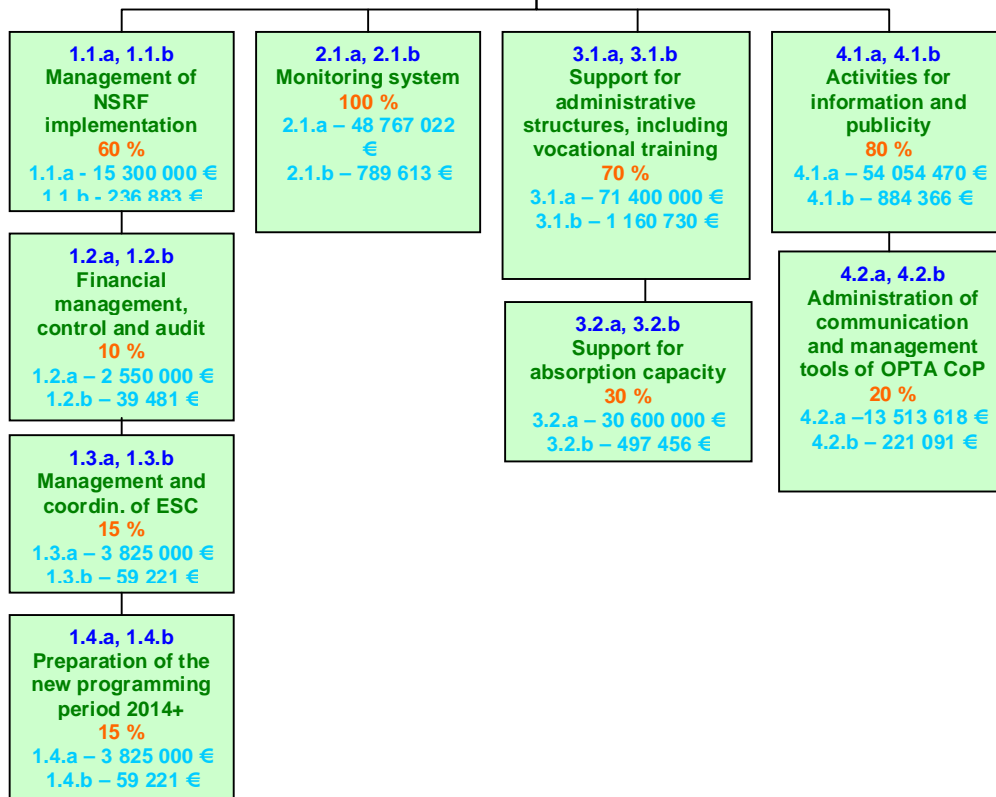 1.1.a, 1.1.b
Management of
NSRF
implementation
60 %
1.1.a - 15 300 000 €
1.1.b - 236 883 €
1.2.a, 1.2.b
Financial
management,
control and audit
10 %
1.2.a – 2 550 000 €
1.2.b – 39 481 €
1.3.a, 1.3.b
Management and
coordin. of ESC
15 %
1.3.a – 3 825 000 €
1.3.b – 59 221 €
1.4.a, 1.4.b
Preparation of the
new programming
period 2014+
15 %
1.4.a – 3 825 000 €
1.4.b – 59 221 €
2.1.a, 2.1.b
Monitoring system
100 %
2.1.a – 48 767 022
€
2.1.b – 789 613 €
3.1.a, 3.1.b
Support for
administrative
structures, including
vocational training
70 %
3.1.a – 71 400 000 €
3.1.b – 1 160 730 €
3.2.a, 3.2.b
Support for
absorption capacity
30 %
3.2.a – 30 600 000 €
3.2.b – 497 456 €
4.1.a, 4.1.b
Activities for
information and
publicity
80 %
4.1.a – 54 054 470 €
4.1.b – 884 366 €
4.2.a, 4.2.b
Administration of
communication
and management
tools of OPTA CoP
20 %
4.2.a –13 513 618 €
4.2.b – 221 091 €